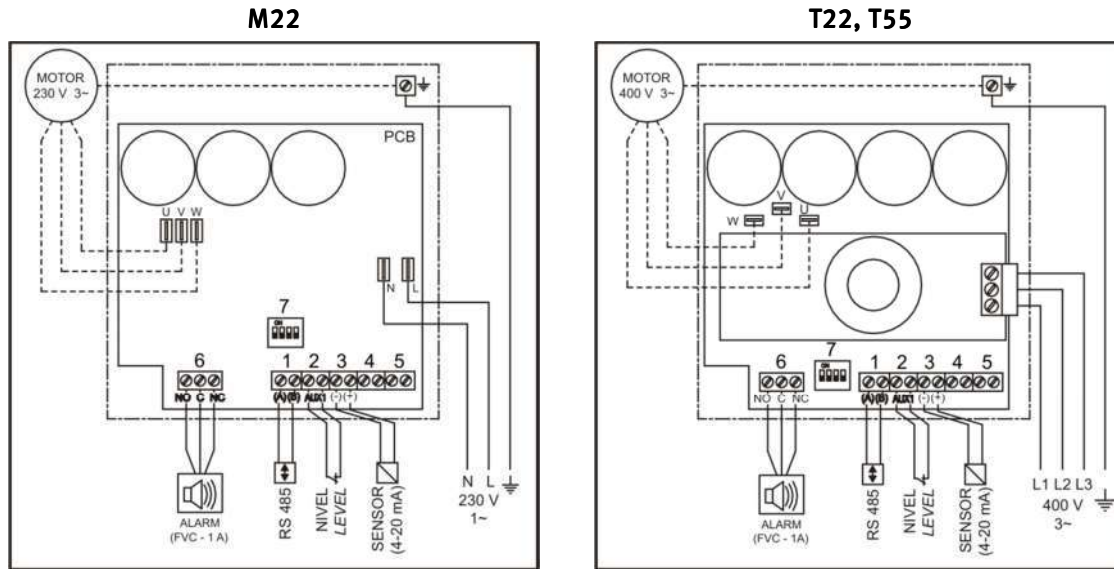 M22
MOTOR
230 V 3~
PCB
U V W
N L
7
ON
6 1 2 3 4 5
NO C NC (A) (B) AUX1 (-) (+)
ALARM
(FVC - 1 A)
RS 485
NIVEL
LEVEL
SENSOR
(4-20 mA)
N L
230 V
1~
T22, T55
MOTOR
400 V 3~
W V U
7
ON
6 1 2 3 4 5
NO C NC (A) (B) AUX1 (-) (+)
ALARM
(FVC - 1A)
RS 485
NIVEL
LEVEL
SENSOR
(4-20 mA)
L1 L2 L3
400 V
3~